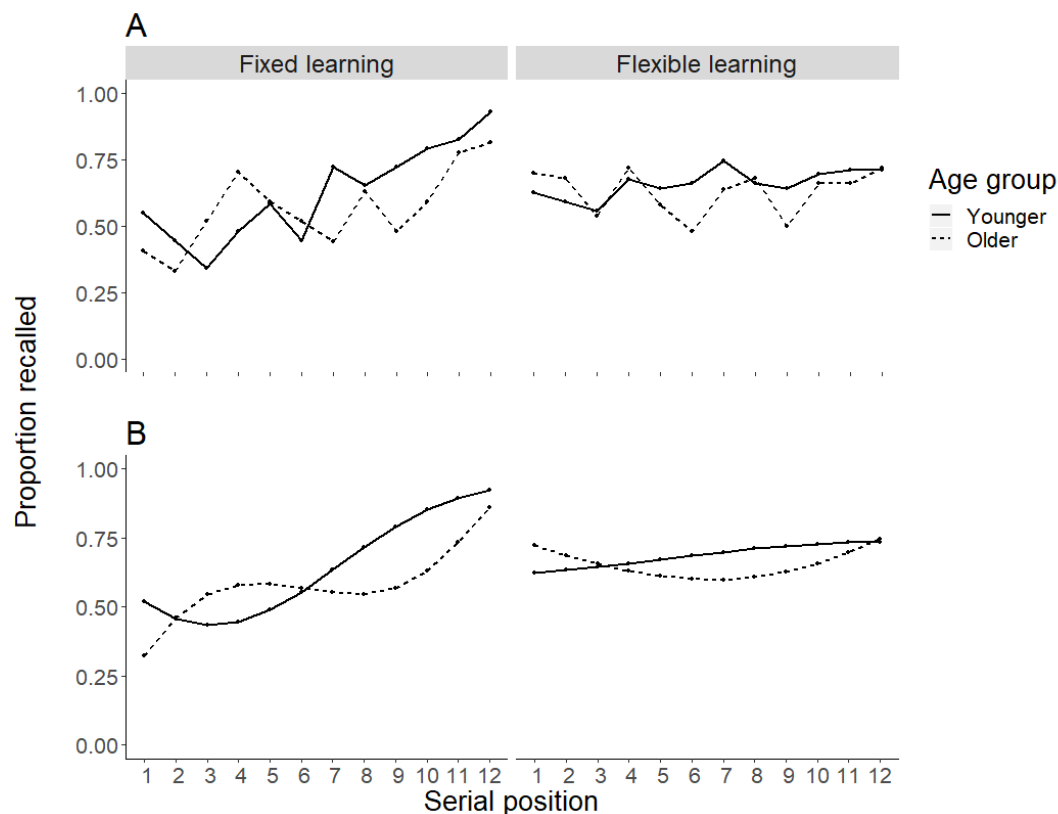 A
Fixed learning Flexible learning
1.00
0.75
0.50
0.25
0.00
Age group
Younger
Older
Proportion recalled
B
1.00
0.75
0.50
0.25
0.00
1 2 3 4 5 6 7 8 9 10 11 12 1 2 3 4 5 6 7 8 9 10 11 12
Serial position